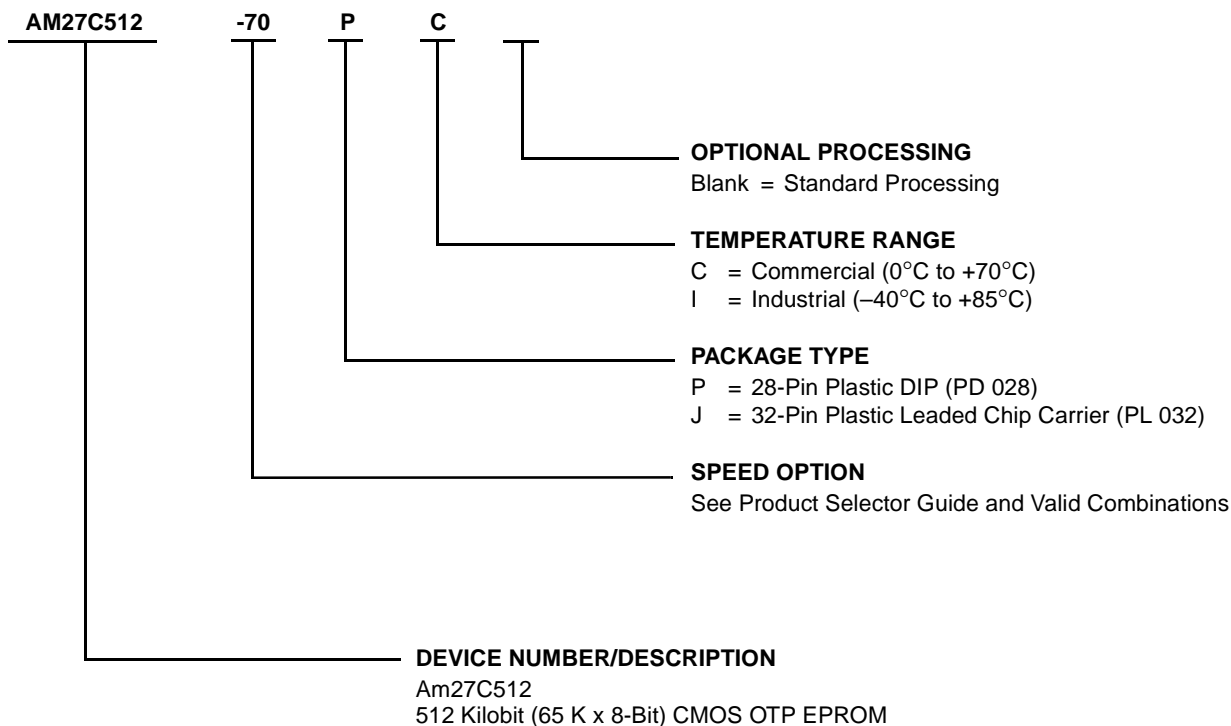 AM27C512 -70 P C
OPTIONAL PROCESSING
Blank = Standard Processing
TEMPERATURE RANGE
C = Commercial (0°C to +70°C)
I = Industrial (–40°C to +85°C)
PACKAGE TYPE
P = 28-Pin Plastic DIP (PD 028)
J = 32-Pin Plastic Leaded Chip Carrier (PL 032)
SPEED OPTION
See Product Selector Guide and Valid Combinations
DEVICE NUMBER/DESCRIPTION
Am27C512
512 Kilobit (65 K x 8-Bit) CMOS OTP EPROM